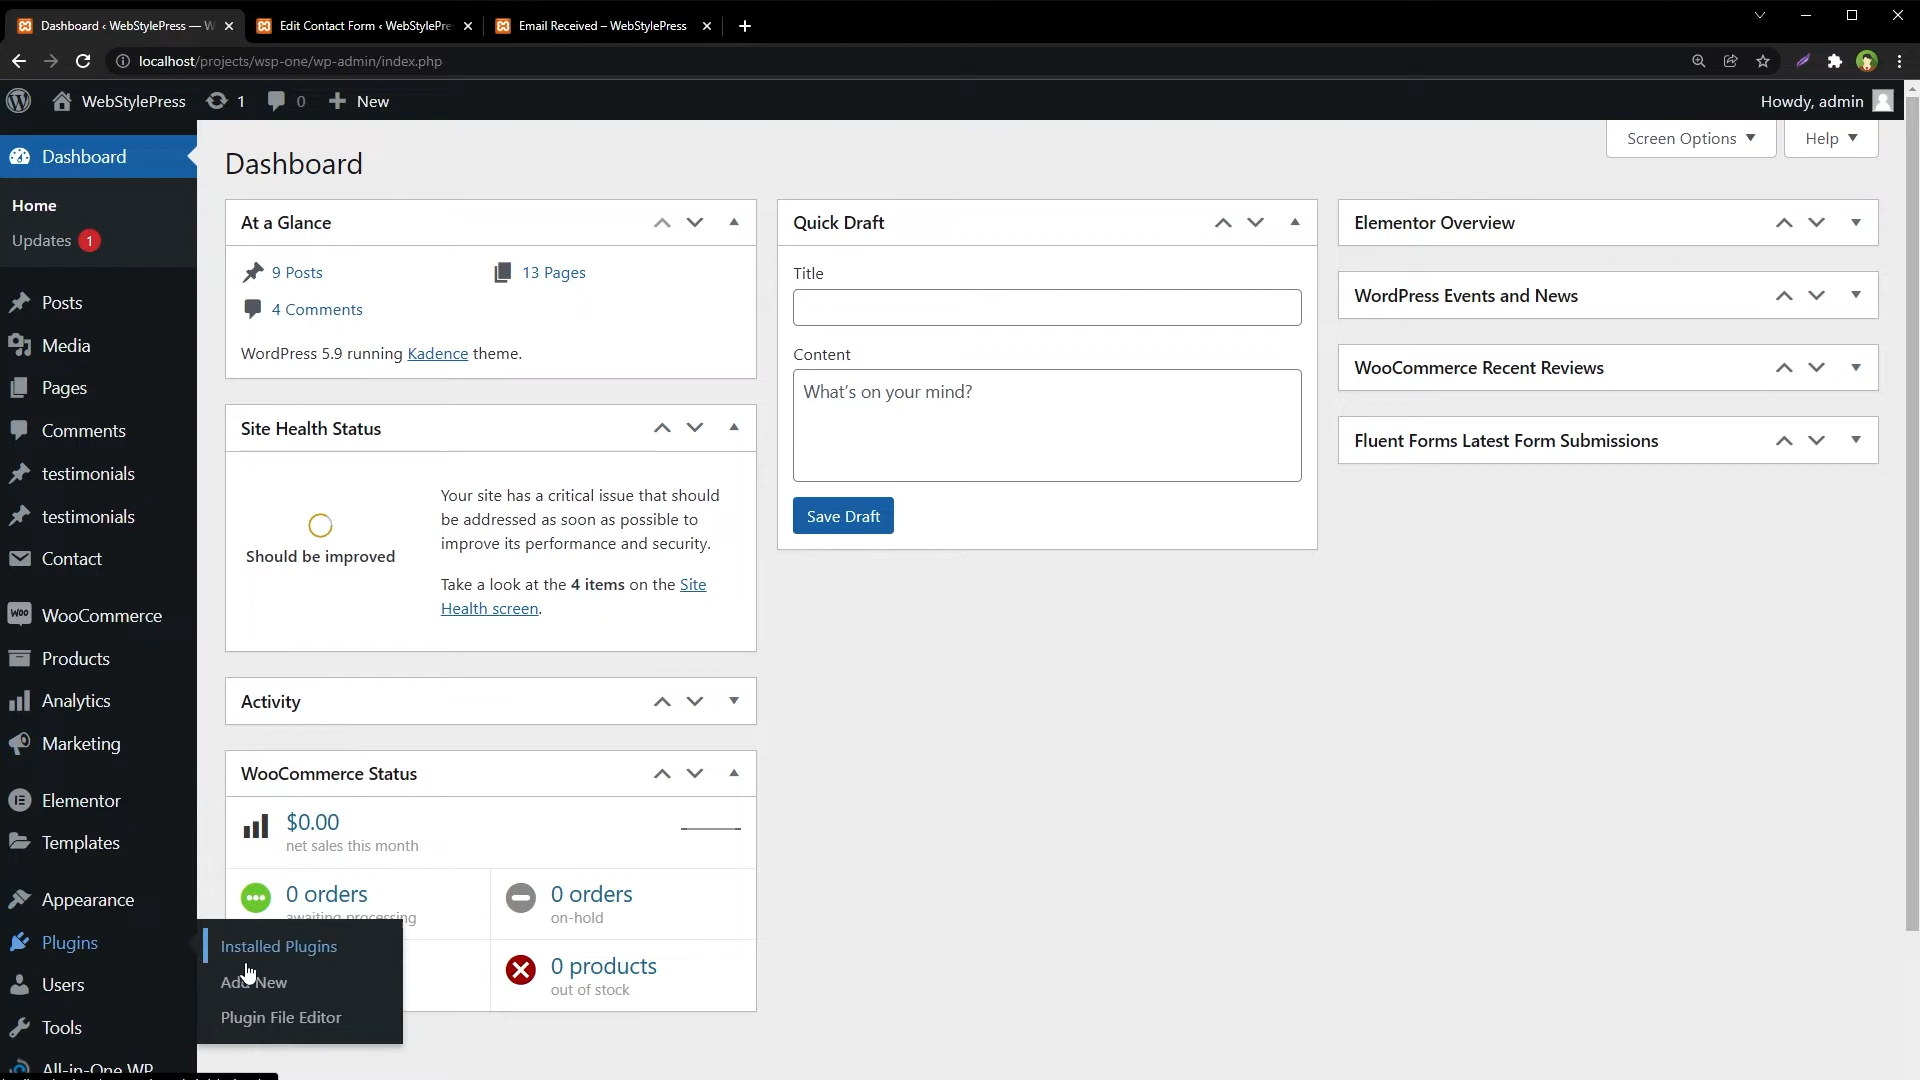 Dashboard ‹ WebStylePress — W
Edit Contact Form ‹ WebStylePre
Email Received – WebStylePress
localhost/projects/wsp-one/wp-admin/index.php
WebStylePress
1
0
New
Howdy, admin
Dashboard
Home
Updates 1
Posts
Media
Pages
Comments
testimonials
testimonials
Contact
WooCommerce
Products
Analytics
Marketing
Elementor
Templates
Appearance
Plugins
Users
Tools
All-in-One WP
Installed Plugins
Add New
Plugin File Editor
Screen Options
Help
Dashboard
At a Glance
9 Posts
13 Pages
4 Comments
WordPress 5.9 running Kadence theme.
Site Health Status
Should be improved
Your site has a critical issue that should
be addressed as soon as possible to
improve its performance and security.
Take a look at the 4 items on the Site
Health screen.
Activity
WooCommerce Status
$0.00
net sales this month
0 orders
awaiting processing
0 orders
on-hold
0 products
out of stock
Quick Draft
Title
Content
What's on your mind?
Save Draft
Elementor Overview
WordPress Events and News
WooCommerce Recent Reviews
Fluent Forms Latest Form Submissions